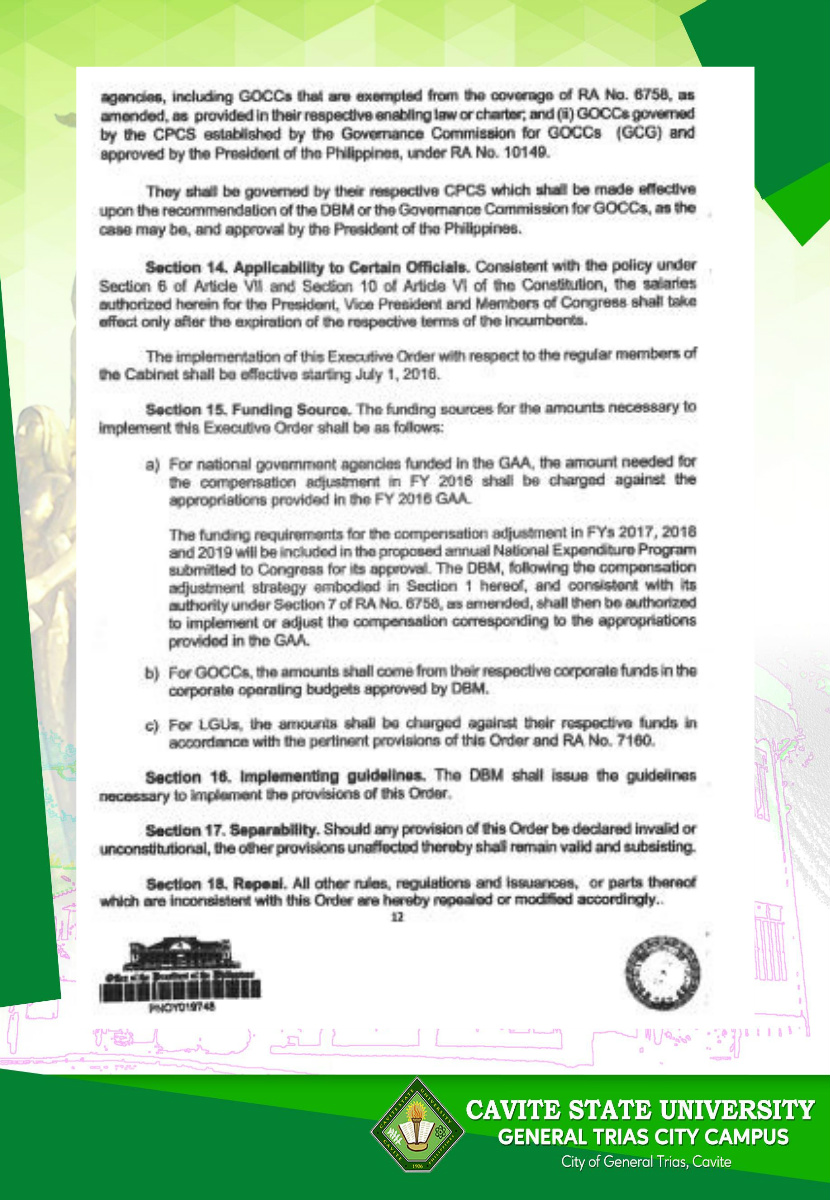 agencies, including GOCCs that are exempted from the coverage of RA No. 6758, as
amended, as provided in their respective enabling law or charter; and (ii) GOCCs governed
by the CPCS established by the Governance Commission for GOCCs (GCG) and
approved by the President of the Philippines, under RA No. 10149.
They shall be governed by their respective CPCS which shall be made effective
upon the recommendation of the DBM or the Governance Commission for GOCCs, as the
case may be, and approval by the President of the Philippines.
Section 14. Applicability to Certain Officials. Consistent with the policy under
Section 6 of Article VII and Section 10 of Article VI of the Constitution, the salaries
authorized herein for the President, Vice President and Members of Congress shall take
effect only after the expiration of the respective terms of the incumbents.
The implementation of this Executive Order with respect to the regular members of
the Cabinet shall be effective starting July 1, 2016.
Section 15. Funding Source. The funding sources for the amounts necessary to
implement this Executive Order shall be as follows:
a) For national government agencies funded in the GAA, the amount needed for
the compensation adjustment in FY 2016 shall be charged against the
appropriations provided in the FY 2016 GAA.
The funding requirements for the compensation adjustment in FYs 2017, 2018
and 2019 will be included in the proposed annual National Expenditure Program
submitted to Congress for its approval. The DBM, following the compensation
adjustment strategy embodied in Section 1 hereof, and consistent with its
authority under Section 7 of RA No. 6758, as amended, shall then be authorized
to implement or adjust the compensation corresponding to the appropriations
provided in the GAA.
b) For GOCCs, the amounts shall come from their respective corporate funds in the
corporate operating budgets approved by DBM.
c) For LGUs, the amounts shall be charged against their respective funds in
accordance with the pertinent provisions of this Order and RA No. 7160.
Section 16. Implementing guidelines. The DBM shall issue the guidelines
necessary to implement the provisions of this Order.
Section 17. Separability. Should any provision of this Order be declared invalid or
unconstitutional, the other provisions unaffected thereby shall remain valid and subsisting.
Section 18. Repeal. All other rules, regulations and issuances, or parts thereof
which are inconsistent with this Order are hereby repealed or modified accordingly..
12
Office of the President of the Philippines
PNOY019748
CAVITE STATE UNIVERSITY
GENERAL TRIAS CITY CAMPUS
City of General Trias, Cavite
1906